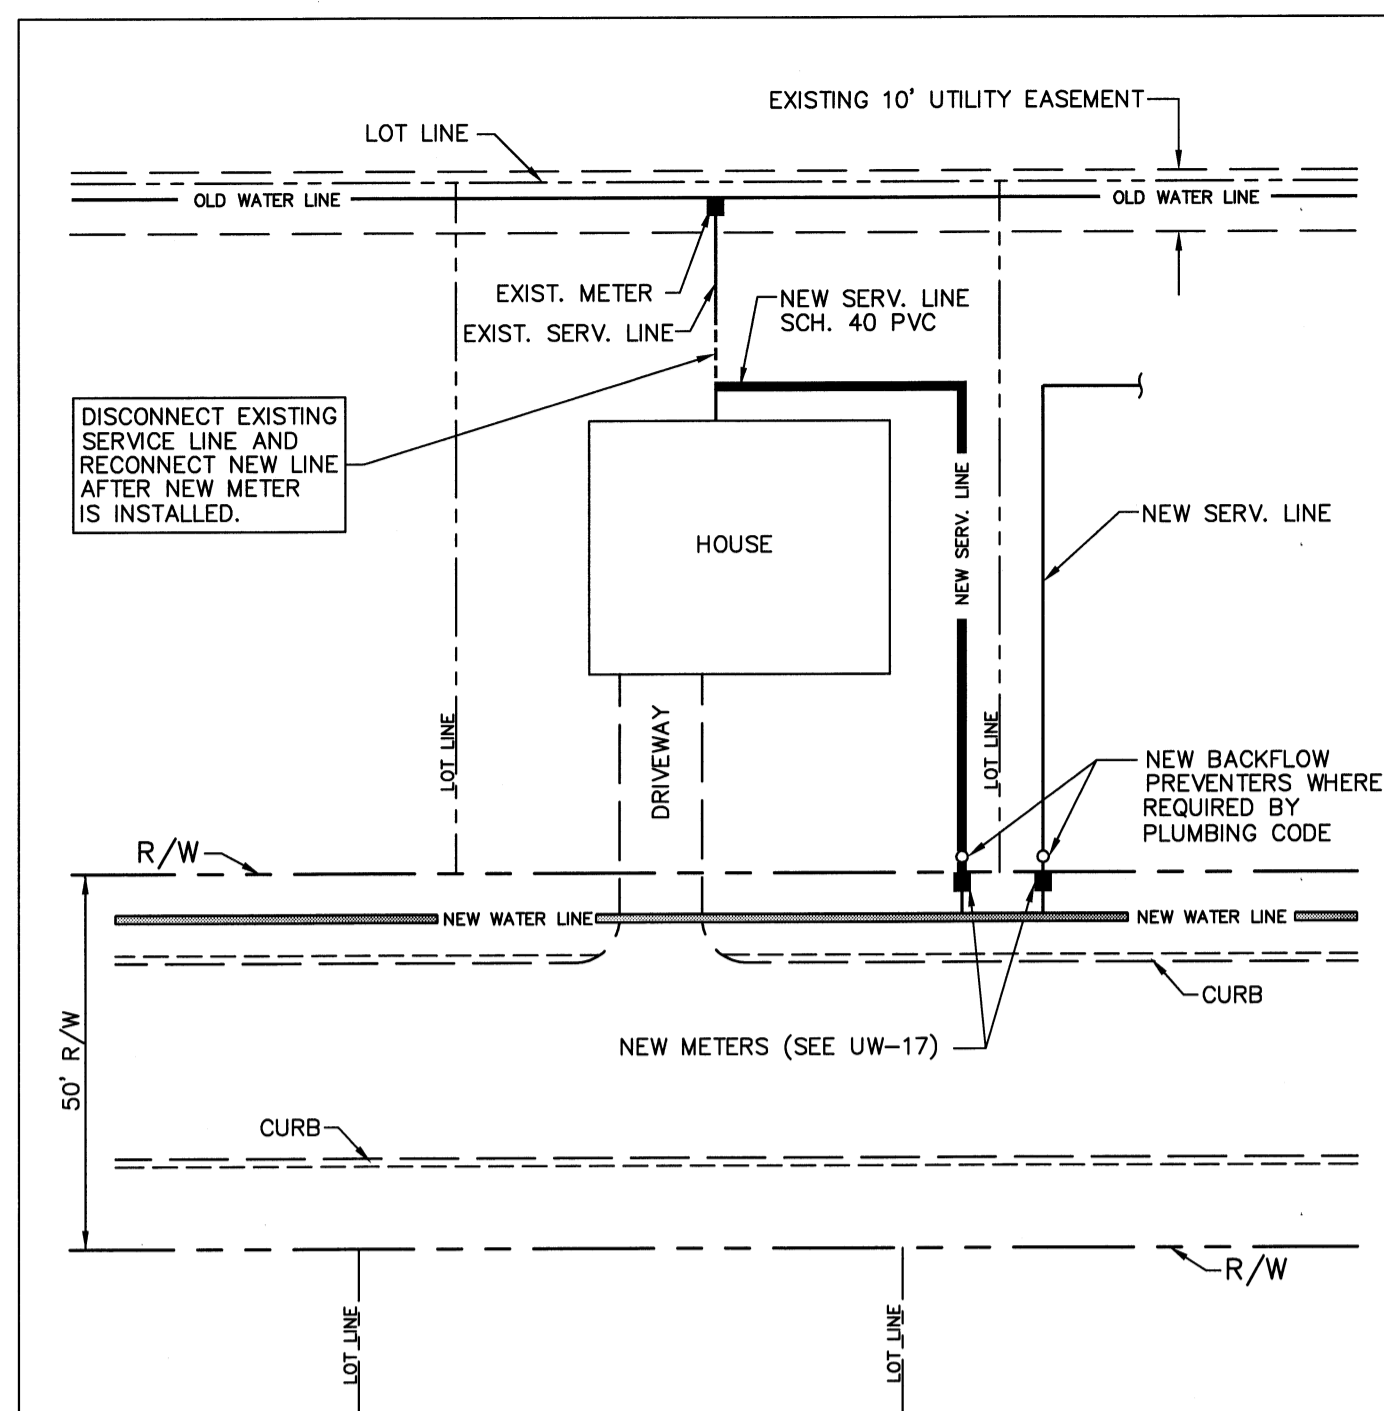 EXISTING 10' UTILITY EASEMENT
LOT LINE
OLD WATER LINE
OLD WATER LINE
EXIST. METER
EXIST. SERV. LINE
NEW SERV. LINE
SCH. 40 PVC
DISCONNECT EXISTING
SERVICE LINE AND
RECONNECT NEW LINE
AFTER NEW METER
IS INSTALLED.
HOUSE
NEW SERV. LINE
NEW SERV. LINE
LOT LINE
DRIVEWAY
LOT LINE
NEW BACKFLOW
PREVENTERS WHERE
REQUIRED BY
PLUMBING CODE
R/W
NEW WATER LINE
NEW WATER LINE
CURB
50' R/W
NEW METERS (SEE UW-17)
CURB
R/W
LOT LINE
LOT LINE